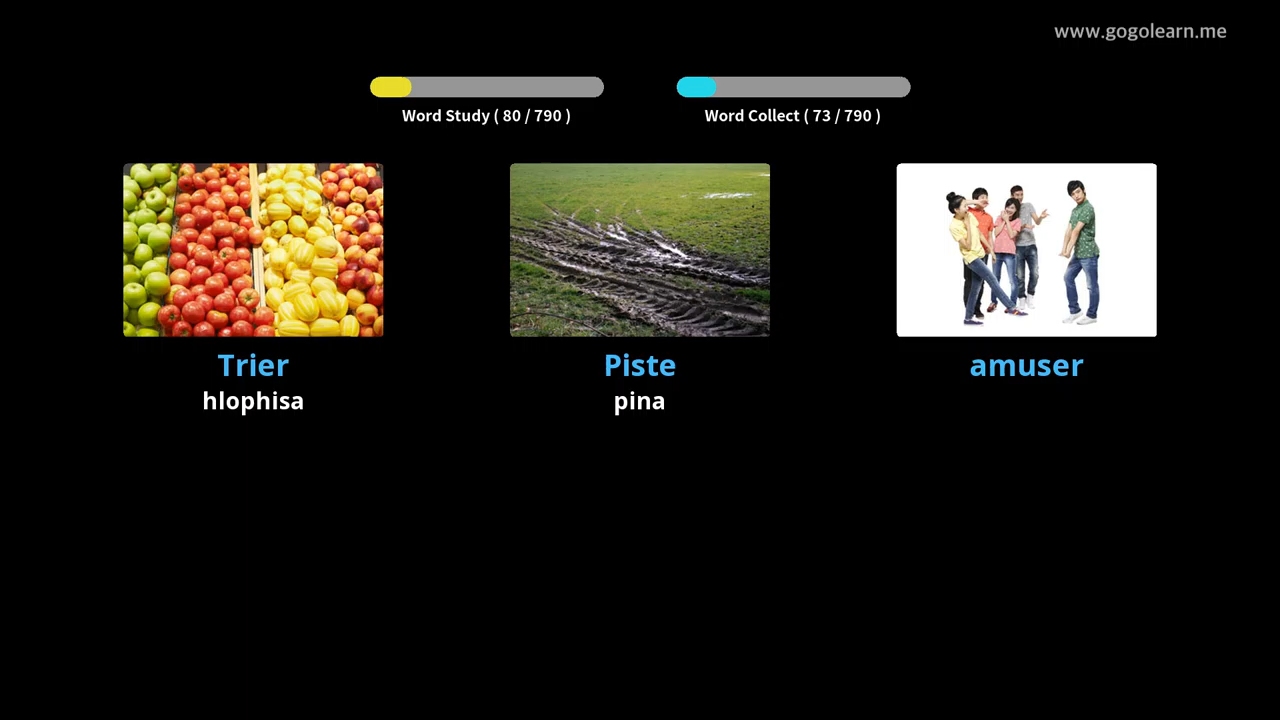 www.gogolearn.me
Word Study ( 80 / 790 )
Word Collect ( 73 / 790 )
Trier
hlophisa
Piste
pina
amuser